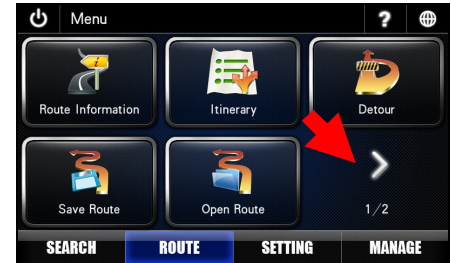 Menu ?
Route Information Itinerary Detour
Save Route Open Route 1/2
SEARCH ROUTE SETTING MANAGE